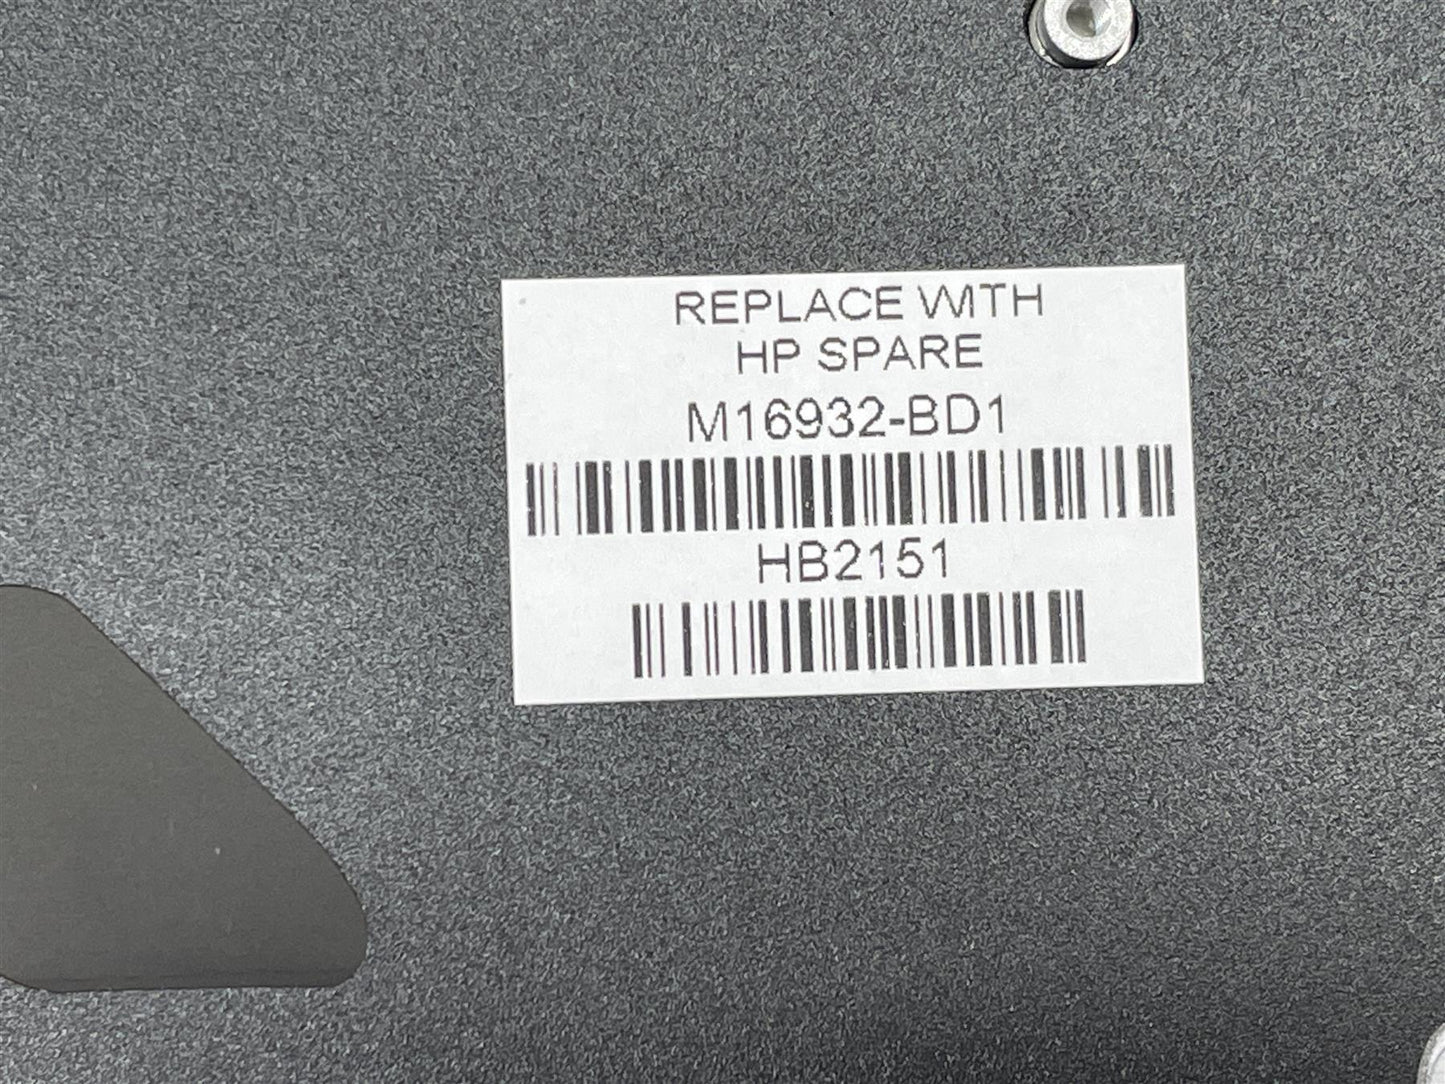 REPLACE WITH
HP SPARE
M16932-BD1
HB2151